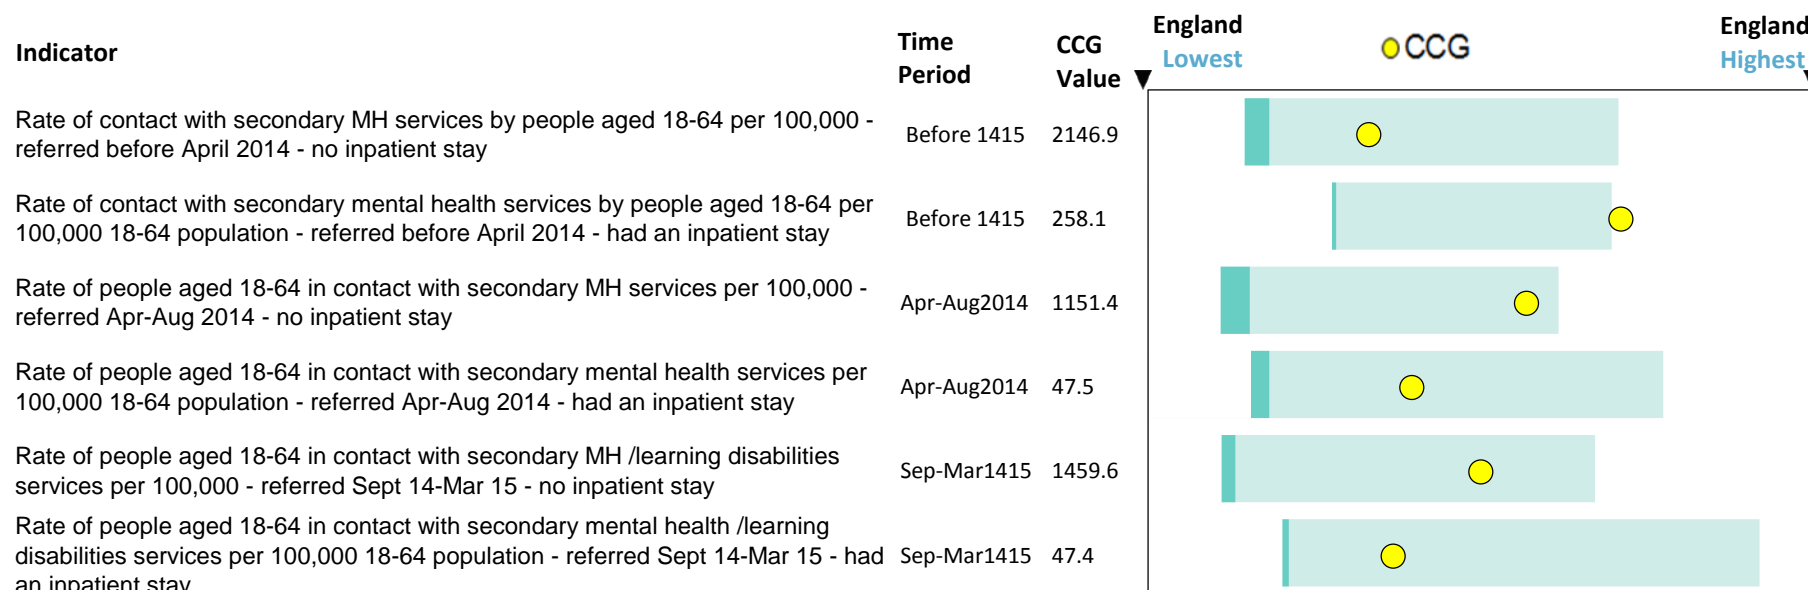 Indicator
Time
Period
CCG
Value
England
Lowest
CCG
England
Highest
Rate of contact with secondary MH services by people aged 18-64 per 100,000 -
referred before April 2014 - no inpatient stay
Before 1415
2146.9
Rate of contact with secondary mental health services by people aged 18-64 per
100,000 18-64 population - referred before April 2014 - had an inpatient stay
Before 1415
258.1
Rate of people aged 18-64 in contact with secondary MH services per 100,000 -
referred Apr-Aug 2014 - no inpatient stay
Apr-Aug2014
1151.4
Rate of people aged 18-64 in contact with secondary mental health services per
100,000 18-64 population - referred Apr-Aug 2014 - had an inpatient stay
Apr-Aug2014
47.5
Rate of people aged 18-64 in contact with secondary MH /learning disabilities
services per 100,000 - referred Sept 14-Mar 15 - no inpatient stay
Sep-Mar1415
1459.6
Rate of people aged 18-64 in contact with secondary mental health /learning
disabilities services per 100,000 18-64 population - referred Sept 14-Mar 15 - had
an inpatient stay
Sep-Mar1415
47.4